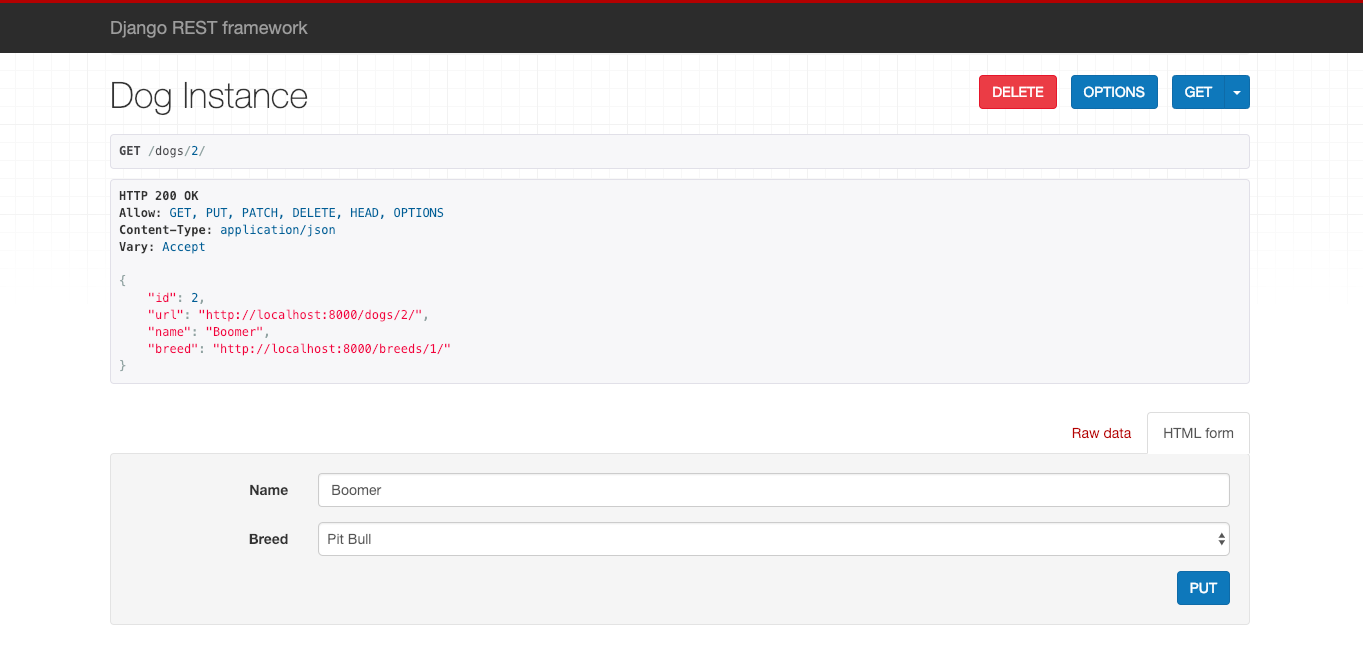 Django REST framework
Dog Instance
DELETE OPTIONS GET
GET /dogs/2/
HTTP 200 OK
Allow: GET, PUT, PATCH, DELETE, HEAD, OPTIONS
Content-Type: application/json
Vary: Accept
{
    "id": 2,
    "url": "http://localhost:8000/dogs/2/",
    "name": "Boomer",
    "breed": "http://localhost:8000/breeds/1/"
}
Raw data HTML form
Name Boomer
Breed Pit Bull
PUT